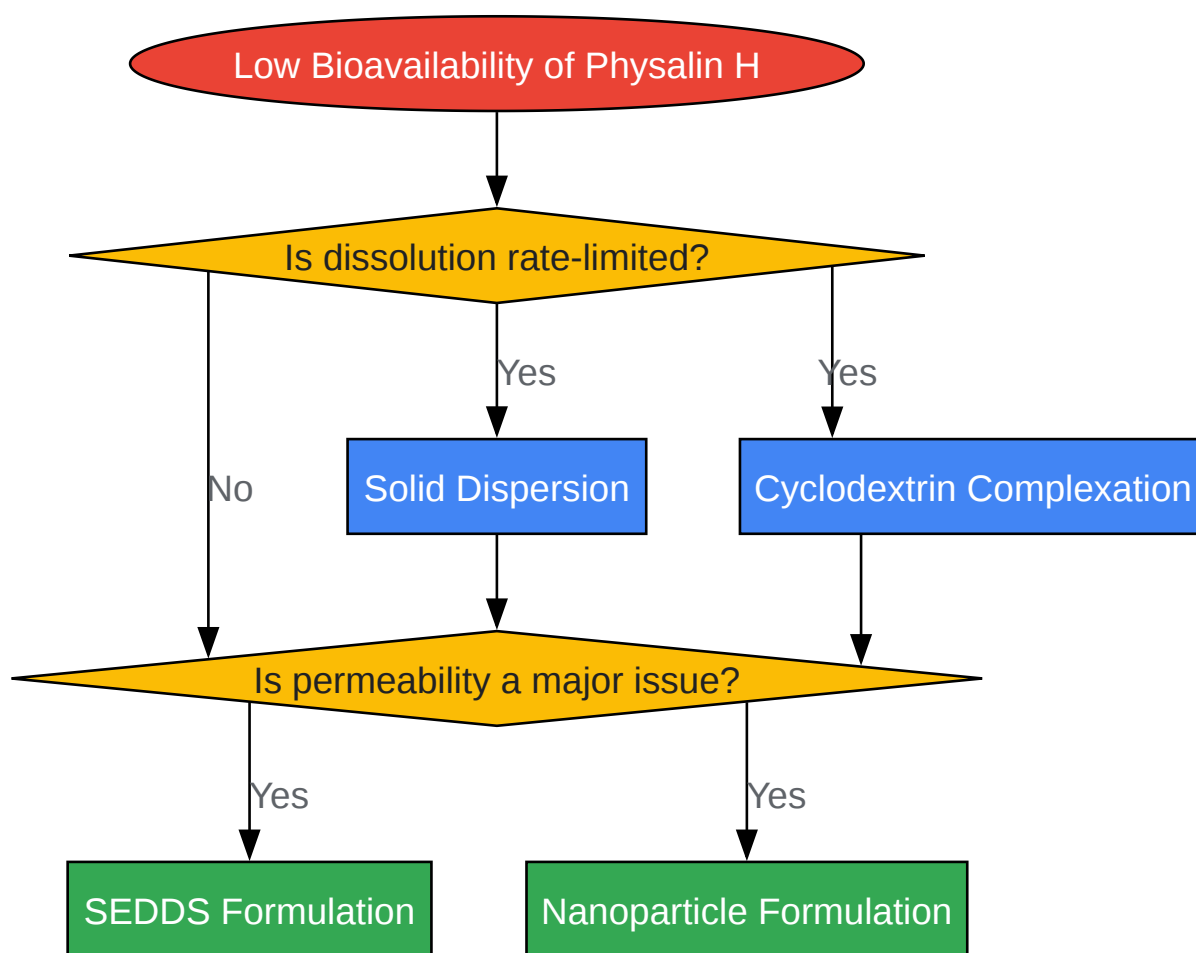 Low Bioavailability of Physalin H
Is dissolution rate-limited?
Yes
Yes
No
Solid Dispersion
Cyclodextrin Complexation
Is permeability a major issue?
Yes
Yes
SEDDS Formulation
Nanoparticle Formulation